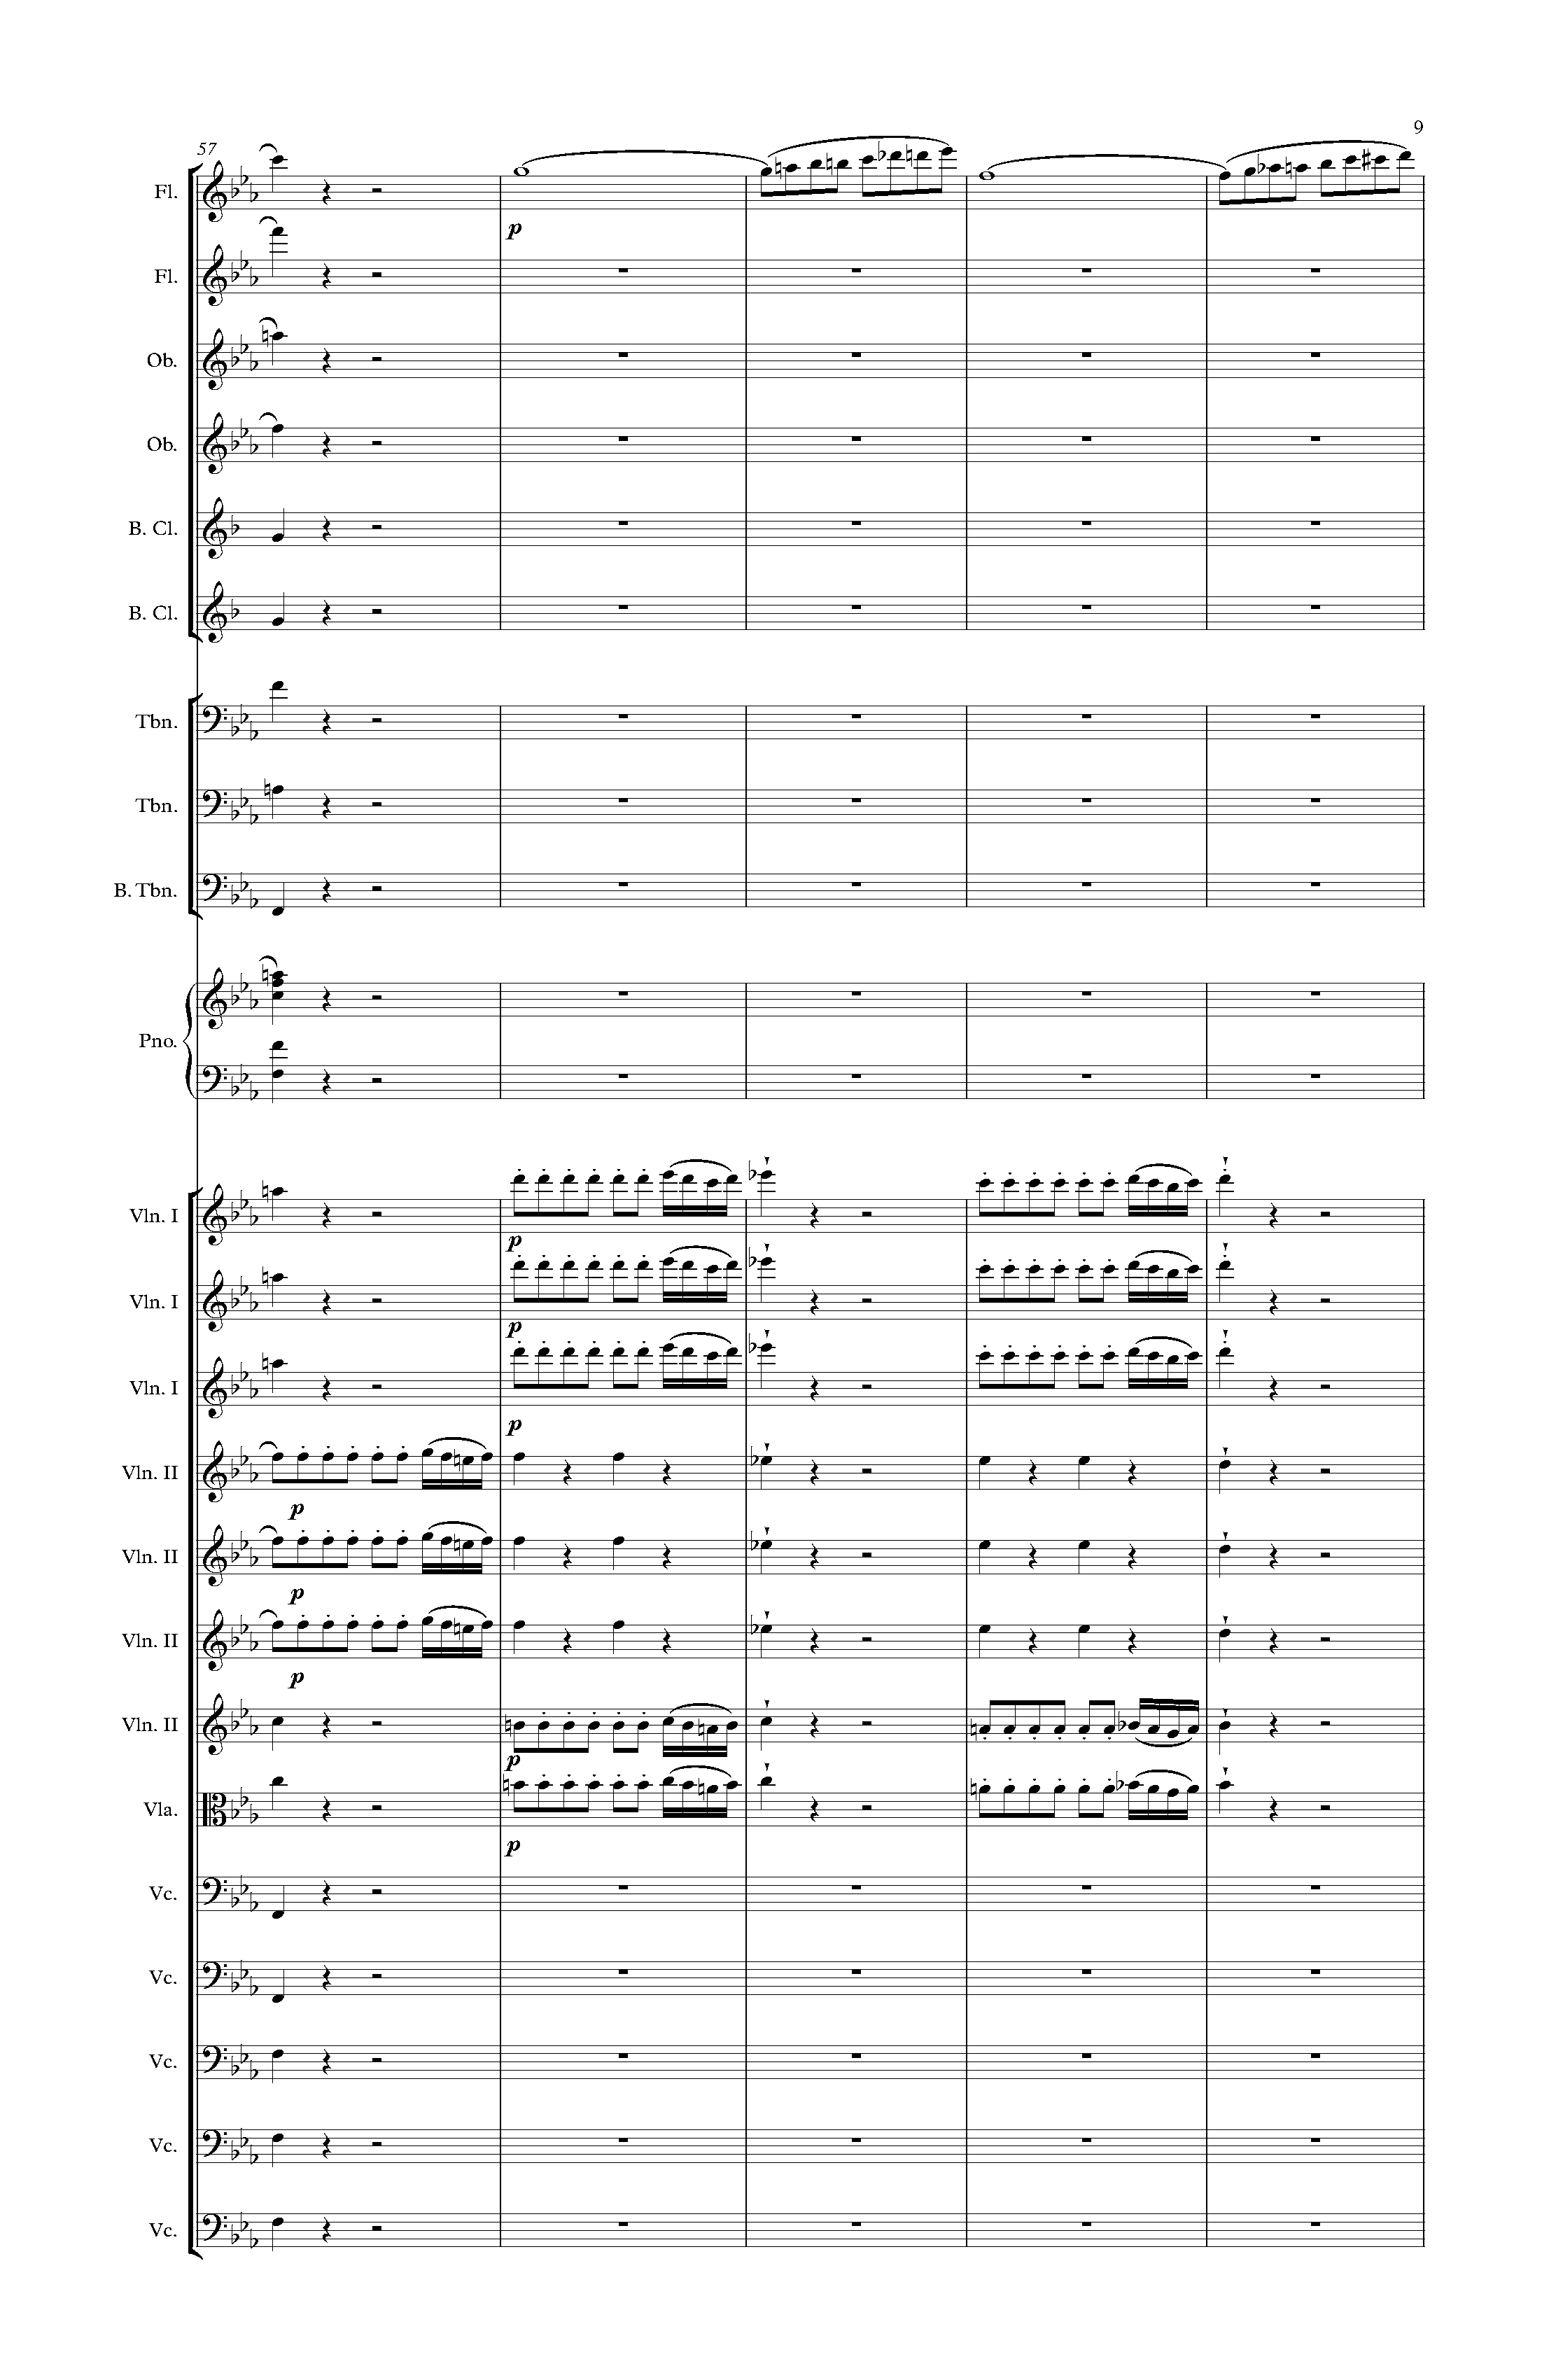 9
57
Fl.
p
Fl.
Ob.
Ob.
B. Cl.
B. Cl.
Tbn.
Tbn.
B. Tbn.
Pno.
Vln. I
p
Vln. I
p
Vln. I
p
Vln. II
p
Vln. II
p
Vln. II
p
Vln. II
p
Vla.
p
Vc.
Vc.
Vc.
Vc.
Vc.